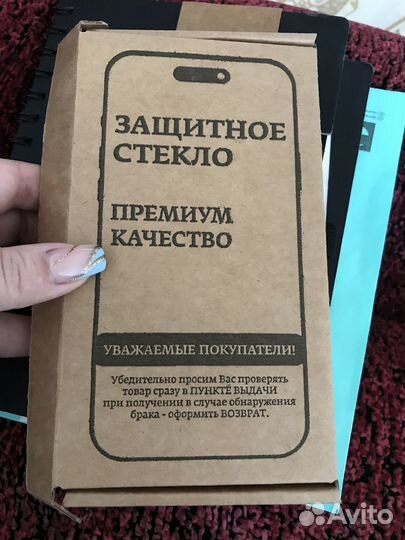 ЗАЩИТНОЕ
СТЕКЛО
ПРЕМИУМ
КАЧЕСТВО
УВАЖАЕМЫЕ ПОКУПАТЕЛИ!
Убедительно просим Вас проверять
товар сразу в ПУНКТЕ ВЫДАЧИ
при получении в случае обнаружения
брака - оформить ВОЗВРАТ.
Avito